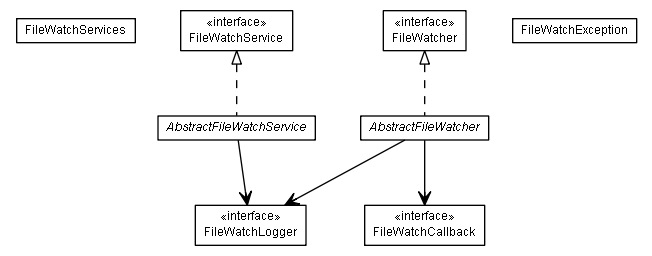 FileWatchServices
«interface»
FileWatchService
«interface»
FileWatcher
FileWatchException
AbstractFileWatchService
AbstractFileWatcher
«interface»
FileWatchLogger
«interface»
FileWatchCallback